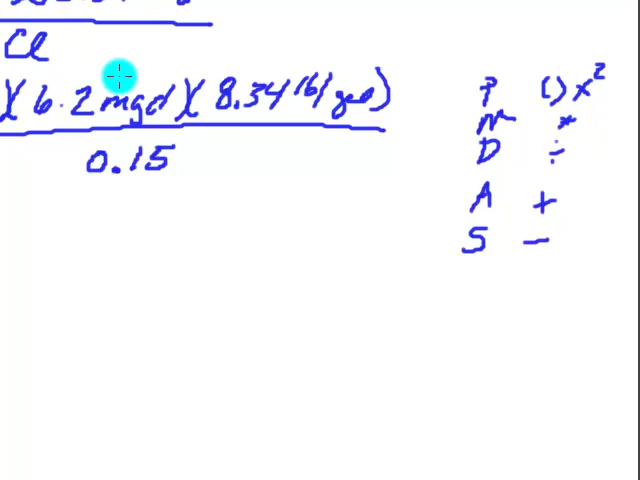 Cl
)(6.2 mgd)(8.34 lb/gal)
0.15
P ( ) x²
M *
D ÷
A +
S −